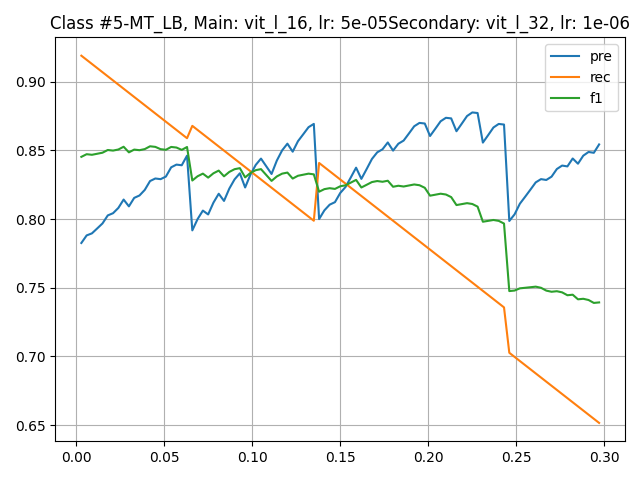 Class #5-MT_LB, Main: vit_l_16, lr: 5e-05Secondary: vit_l_32, lr: 1e-06
pre
rec
f1
0.90
0.85
0.80
0.75
0.70
0.65
0.00 0.05 0.10 0.15 0.20 0.25 0.30